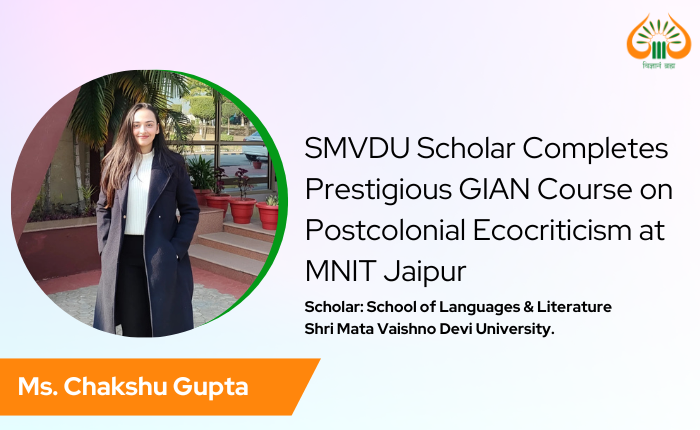 विज्ञानं ब्रह्म
SMVDU Scholar Completes
Prestigious GIAN Course on
Postcolonial Ecocriticism at
MNIT Jaipur
Scholar: School of Languages & Literature
Shri Mata Vaishno Devi University.
Ms. Chakshu Gupta